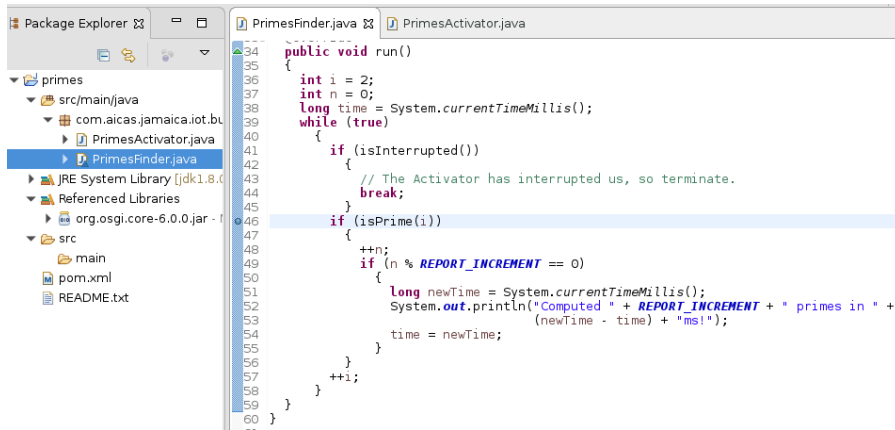 Package Explorer
primes
src/main/java
com.aicas.jamaica.iot.bu
PrimesActivator.java
PrimesFinder.java
JRE System Library [jdk1.8.0
Referenced Libraries
org.osgi.core-6.0.0.jar -
src
main
pom.xml
README.txt
PrimesFinder.java
PrimesActivator.java
34 public void run()
35 {
36 int i = 2;
37 int n = 0;
38 long time = System.currentTimeMillis();
39 while (true)
40 {
41 if (isInterrupted())
42 {
43 // The Activator has interrupted us, so terminate.
44 break;
45 }
46 if (isPrime(i))
47 {
48 ++n;
49 if (n % REPORT_INCREMENT == 0)
50 {
51 long newTime = System.currentTimeMillis();
52 System.out.println("Computed " + REPORT_INCREMENT + " primes in " +
53 (newTime - time) + "ms!");
54 time = newTime;
55 }
56 }
57 ++i;
58 }
59 }
60 }